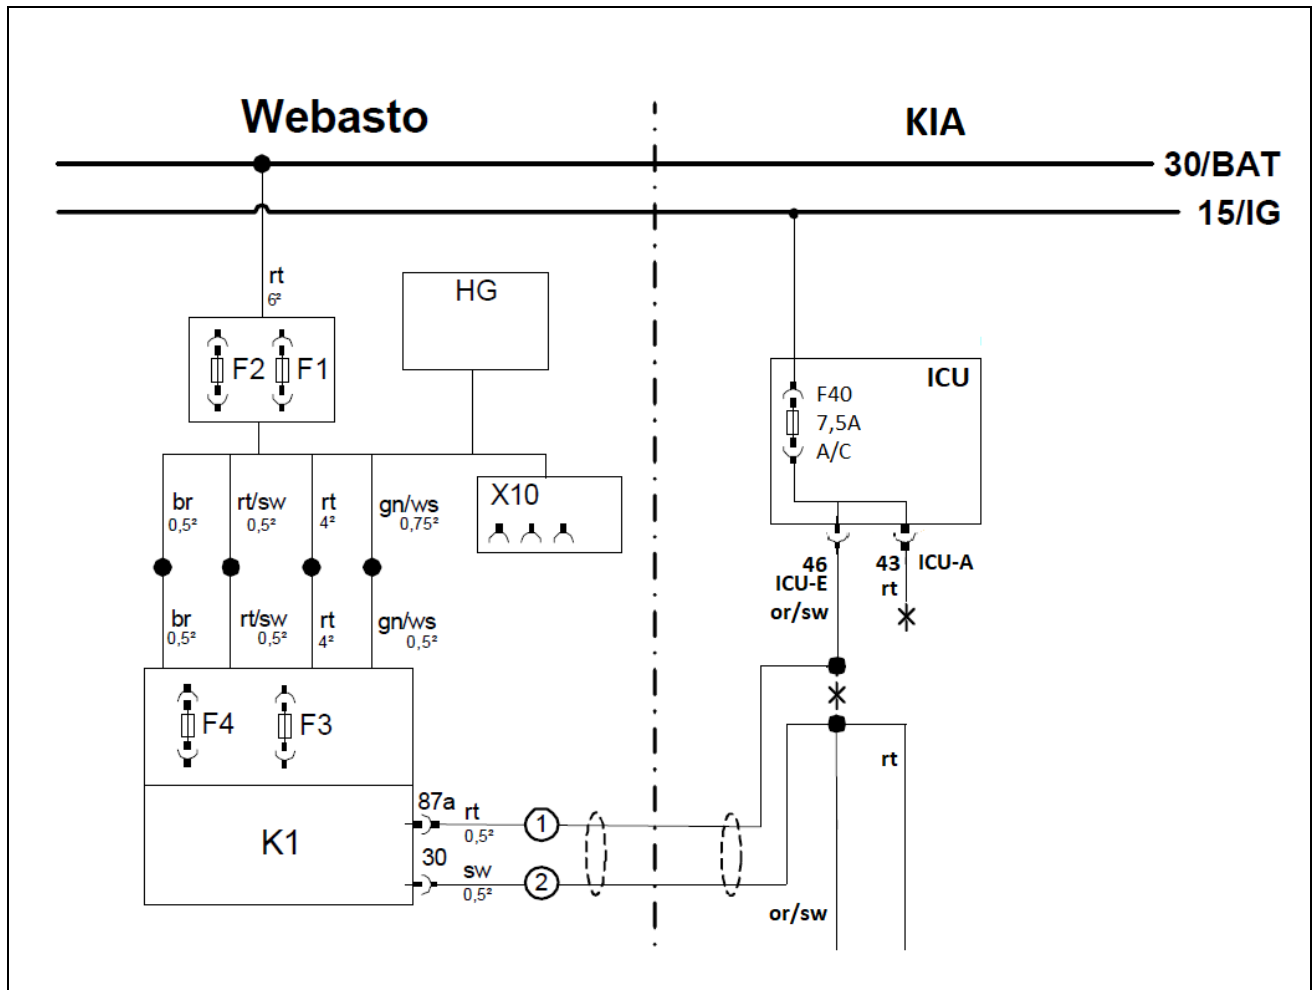 Webasto
KIA
30/BAT
15/IG
rt
6²
HG
F2
F1
ICU
F40
7,5A
A/C
br
0,5²
rt/sw
0,5²
rt
4²
gn/ws
0,75²
X10
46
ICU-E
or/sw
43
rt
ICU-A
br
0,5²
rt/sw
0,5²
rt
4²
gn/ws
0,5²
F4
F3
rt
87a
rt
0,5²
1
K1
30
sw
0,5²
2
or/sw